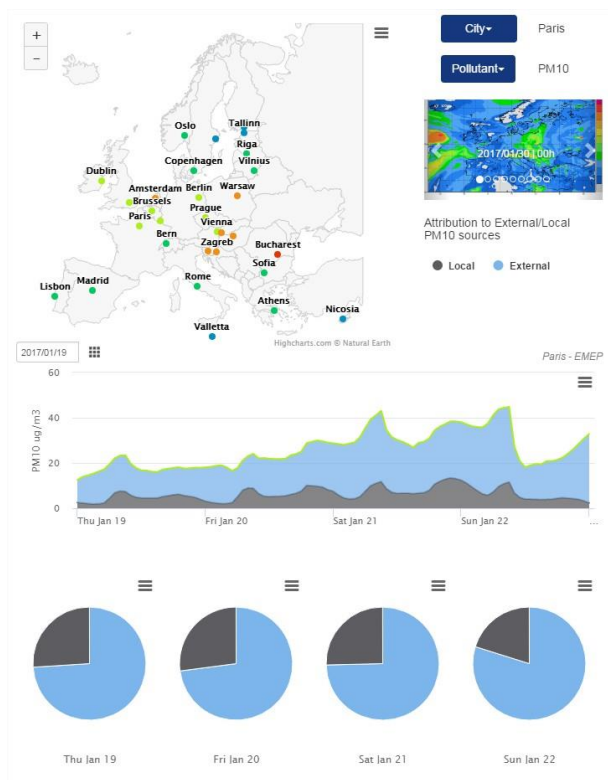 +
−
City
Paris
Pollutant
PM10
Oslo
Tallinn
Riga
Copenhagen
Vilnius
Dublin
Amsterdam
Berlin
Warsaw
Brussels
Prague
Paris
Vienna
Bern
Zagreb
Bucharest
Sofia
Rome
Madrid
Lisbon
Athens
Nicosia
Valletta
Highcharts.com © Natural Earth
2017/01/30 00h
Attribution to External/Local
PM10 sources
Local
External
2017/01/19
Paris - EMEP
PM10 ug/m3
60
40
20
0
Thu Jan 19
Fri Jan 20
Sat Jan 21
Sun Jan 22
...
Thu Jan 19
Fri Jan 20
Sat Jan 21
Sun Jan 22